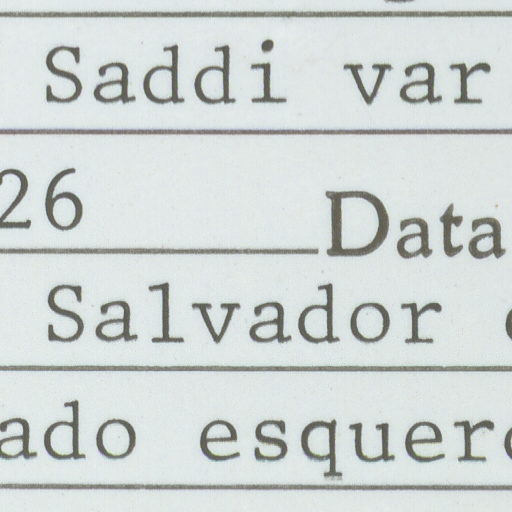 Saddi var
26 Data
Salvador
ado esquer